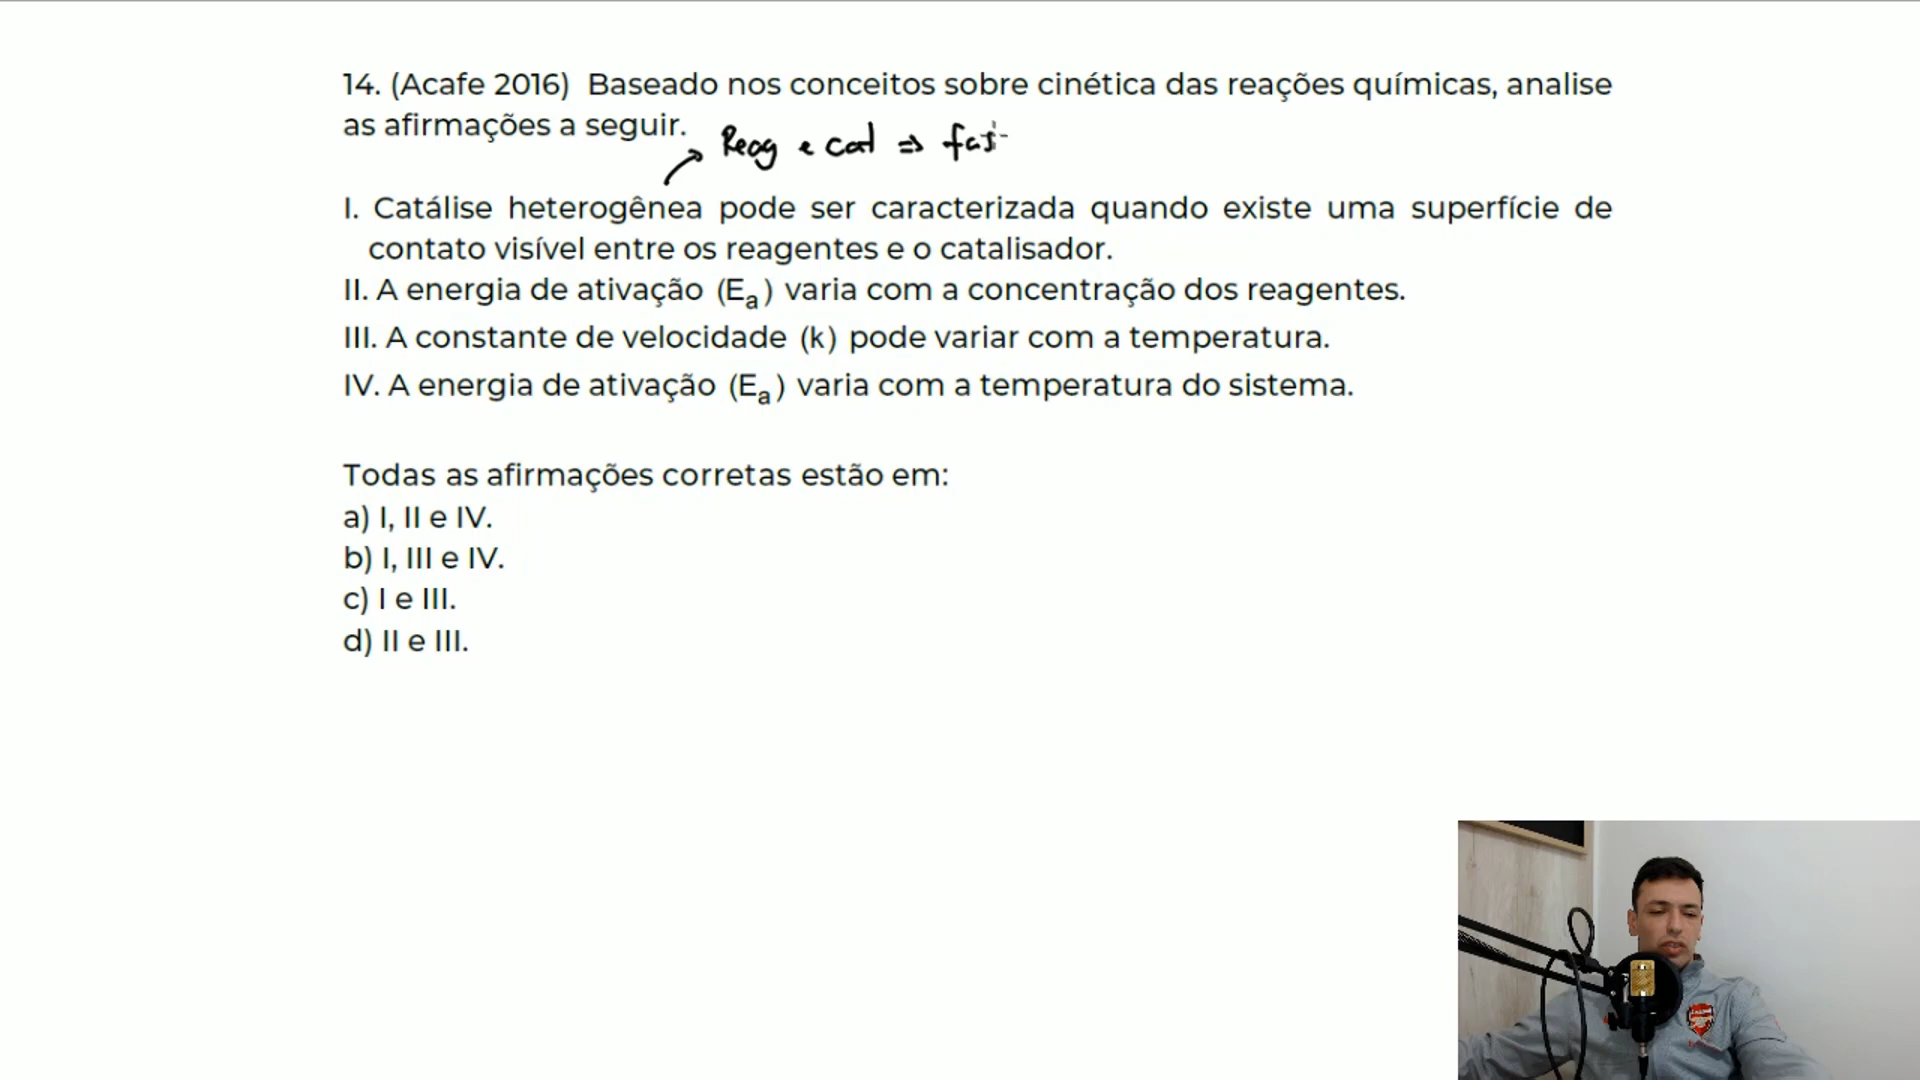 14. (Acafe 2016) Baseado nos conceitos sobre cinética das reações químicas, analise
as afirmações a seguir.
Reag e cat ⇒ fas
I. Catálise heterogênea pode ser caracterizada quando existe uma superfície de
contato visível entre os reagentes e o catalisador.
II. A energia de ativação (Ea) varia com a concentração dos reagentes.
III. A constante de velocidade (k) pode variar com a temperatura.
IV. A energia de ativação (Ea) varia com a temperatura do sistema.
Todas as afirmações corretas estão em:
a) I, II e IV.
b) I, III e IV.
c) I e III.
d) II e III.